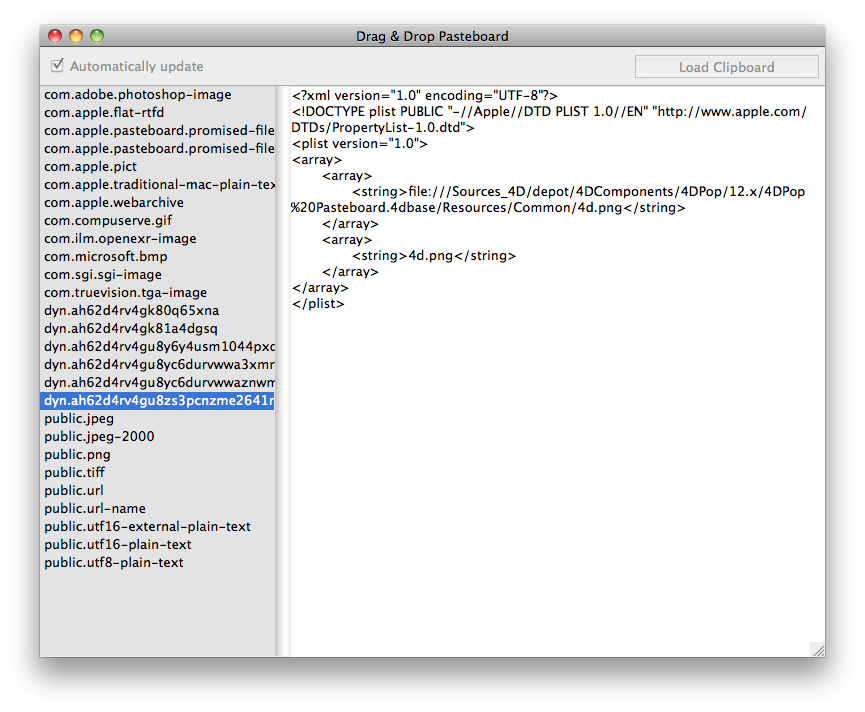 Drag & Drop Pasteboard
Automatically update
Load Clipboard
com.adobe.photoshop-image
com.apple.flat-rtfd
com.apple.pasteboard.promised-file
com.apple.pasteboard.promised-file
com.apple.pict
com.apple.traditional-mac-plain-tex
com.apple.webarchive
com.compuserve.gif
com.ilm.openexr-image
com.microsoft.bmp
com.sgi.sgi-image
com.truevision.tga-image
dyn.ah62d4rv4gk80q65xna
dyn.ah62d4rv4gk81a4dgsq
dyn.ah62d4rv4gu8y6y4usm1044pxc
dyn.ah62d4rv4gu8yc6durvwwa3xmr
dyn.ah62d4rv4gu8yc6durvwwaznwm
dyn.ah62d4rv4gu8zs3pcnzme2641r
public.jpeg
public.jpeg-2000
public.png
public.tiff
public.url
public.url-name
public.utf16-external-plain-text
public.utf16-plain-text
public.utf8-plain-text
<?xml version="1.0" encoding="UTF-8"?>
<!DOCTYPE plist PUBLIC "-//Apple//DTD PLIST 1.0//EN" "http://www.apple.com/
DTDs/PropertyList-1.0.dtd">
<plist version="1.0">
<array>
<array>
<string>file:///Sources_4D/depot/4DComponents/4DPop/12.x/4DPop
%20Pasteboard.4dbase/Resources/Common/4d.png</string>
</array>
<array>
<string>4d.png</string>
</array>
</array>
</plist>